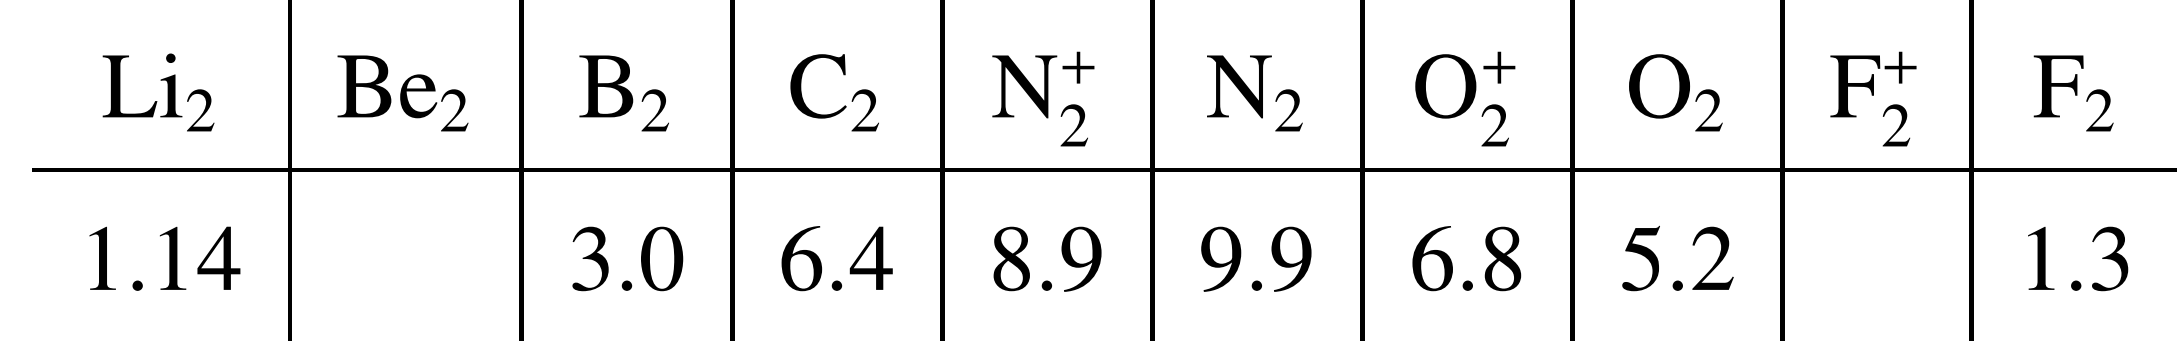 Li₂ Be₂ B₂ C₂ N₂⁺ N₂ O₂⁺ O₂ F₂⁺ F₂
1.14 3.0 6.4 8.9 9.9 6.8 5.2 1.3